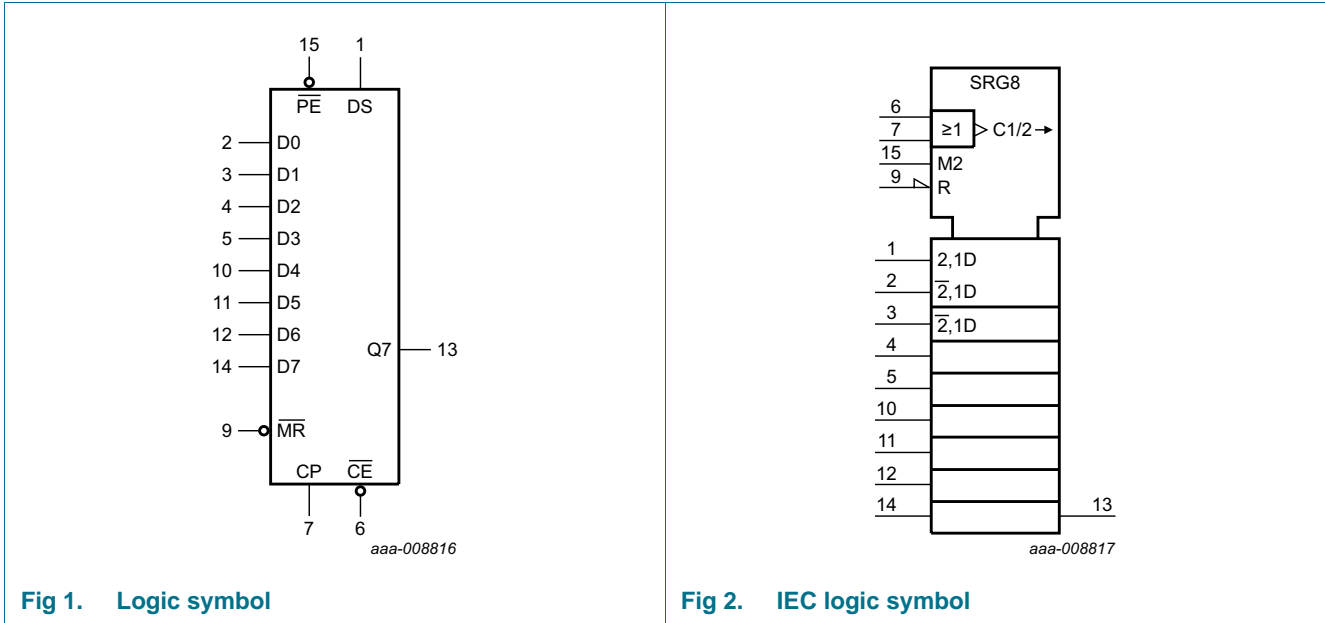 15 1
P̅E̅ DS
2 D0
3 D1
4 D2
5 D3
10 D4
11 D5
12 D6
14 D7
Q7 13
9 M̅R̅
CP C̅E̅
7 6
aaa-008816
Fig 1. Logic symbol
SRG8
6
7 ≥1 C1/2
15 M2
9 R
1 2,1D
2 2̅,1D
3 2̅,1D
4
5
10
11
12
14 13
aaa-008817
Fig 2. IEC logic symbol